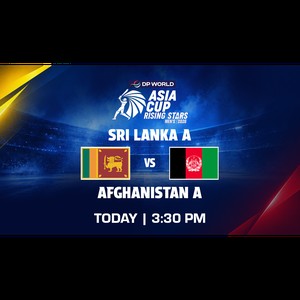 DP WORLD
ASIA
CUP
RISING STARS
SRI LANKA A
VS
AFGHANISTAN A
TODAY | 3:30 PM